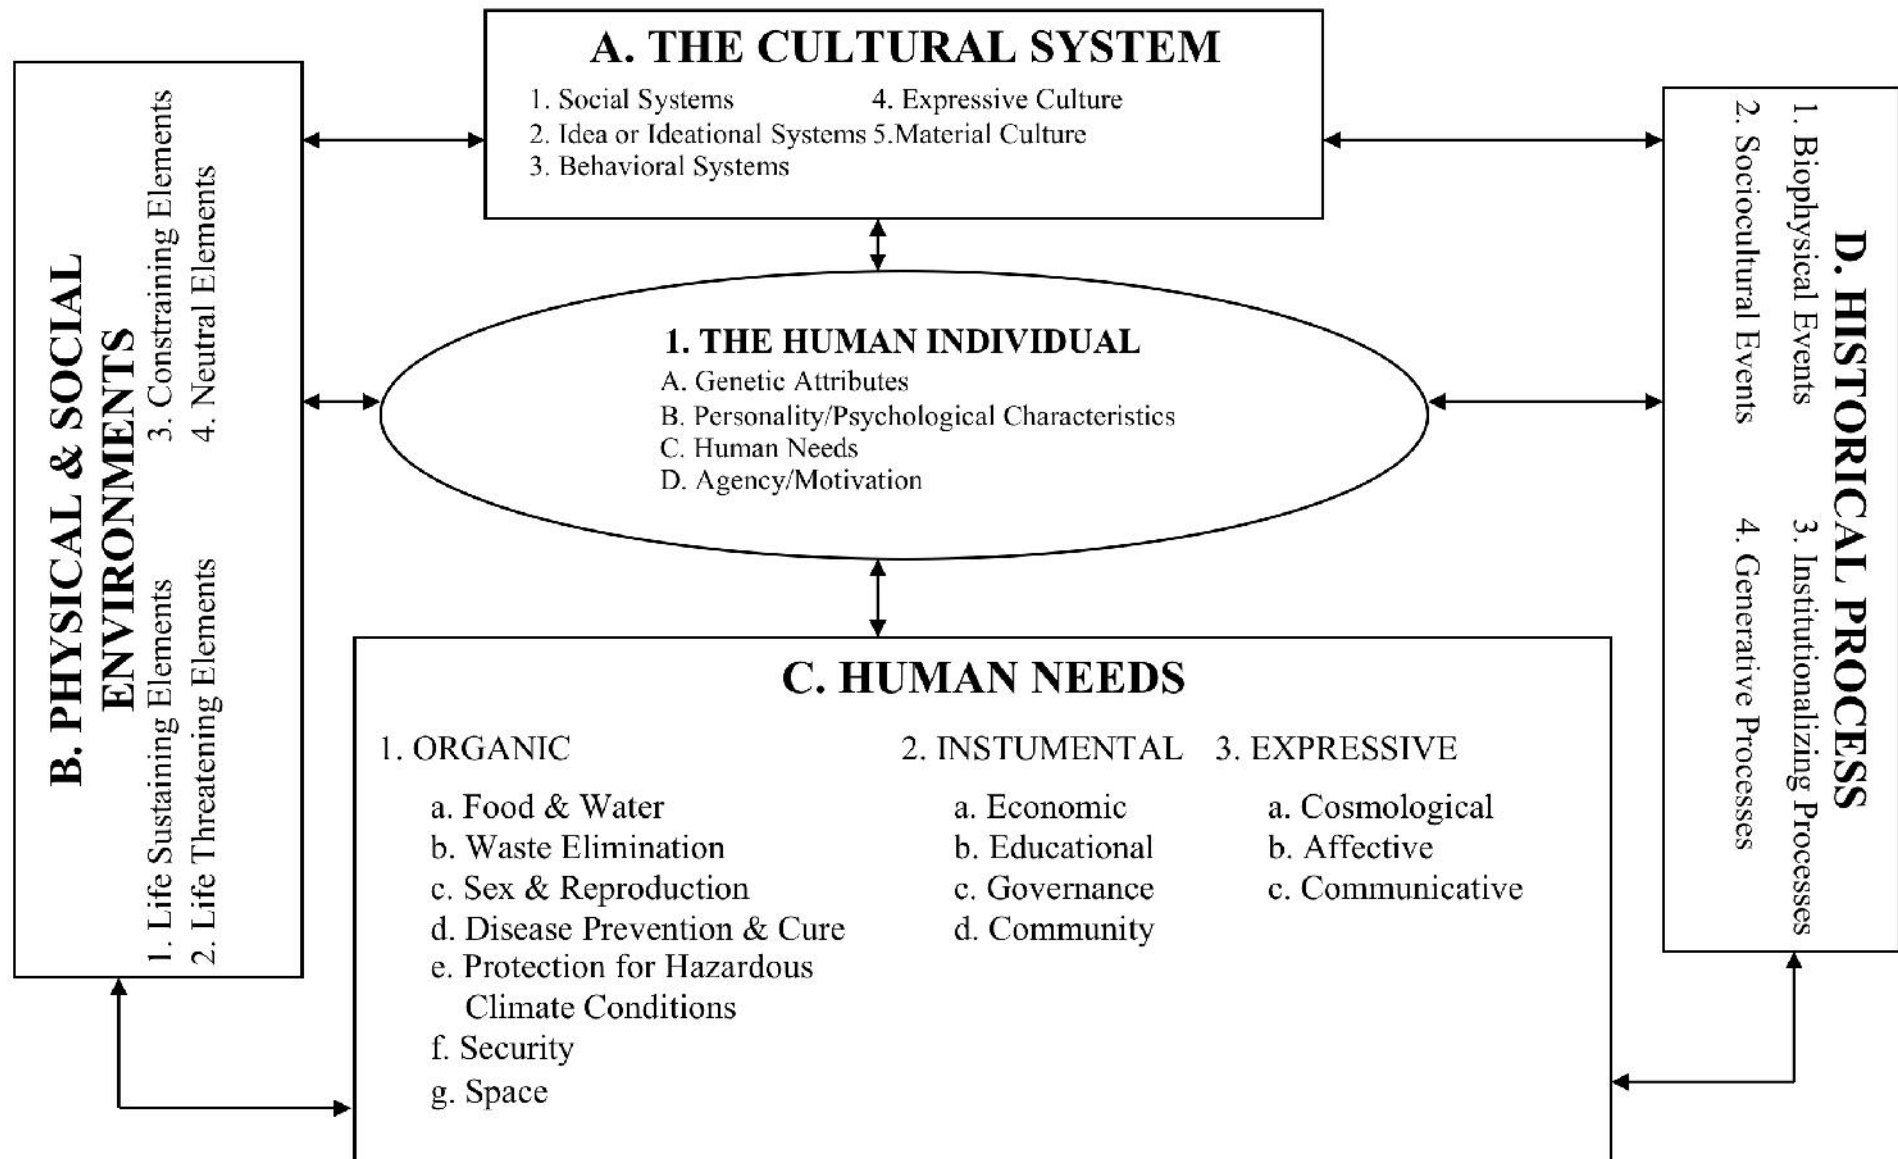 A. THE CULTURAL SYSTEM
1. Social Systems
2. Idea or Ideational Systems
3. Behavioral Systems
4. Expressive Culture
5.Material Culture
B. PHYSICAL & SOCIAL
ENVIRONMENTS
1. Life Sustaining Elements
2. Life Threatening Elements
3. Constraining Elements
4. Neutral Elements
1. THE HUMAN INDIVIDUAL
A. Genetic Attributes
B. Personality/Psychological Characteristics
C. Human Needs
D. Agency/Motivation
D. HISTORICAL PROCESS
1. Biophysical Events
2. Sociocultural Events
3. Institutionalizing Processes
4. Generative Processes
C. HUMAN NEEDS
1. ORGANIC
a. Food & Water
b. Waste Elimination
c. Sex & Reproduction
d. Disease Prevention & Cure
e. Protection for Hazardous
Climate Conditions
f. Security
g. Space
2. INSTUMENTAL
a. Economic
b. Educational
c. Governance
d. Community
3. EXPRESSIVE
a. Cosmological
b. Affective
c. Communicative